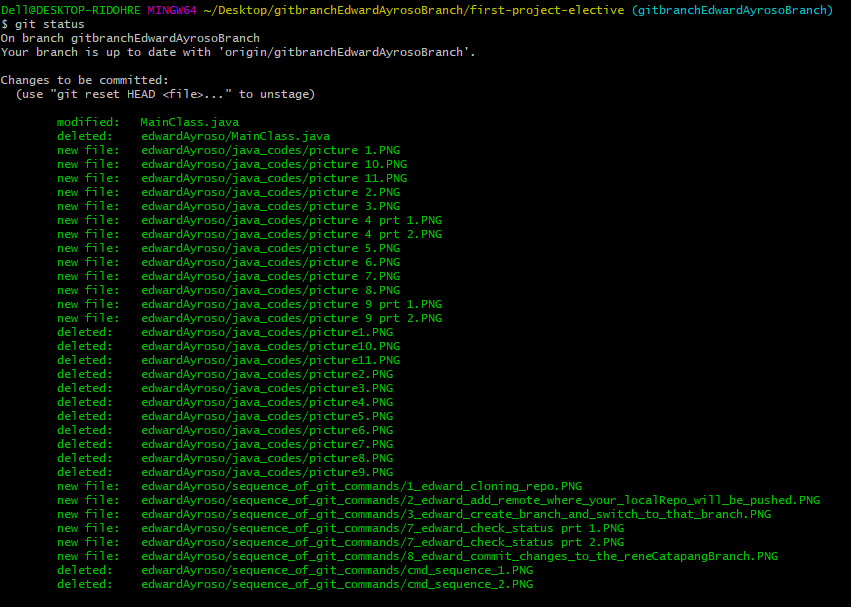 Dell@DESKTOP-RIDOHRE MINGW64 ~/Desktop/gitbranchEdwardAyrosoBranch/first-project-elective (gitbranchEdwardAyrosoBranch)
$ git status
On branch gitbranchEdwardAyrosoBranch
Your branch is up to date with 'origin/gitbranchEdwardAyrosoBranch'.
Changes to be committed:
  (use "git reset HEAD <file>..." to unstage)
        modified:   MainClass.java
        deleted:    edwardAyroso/MainClass.java
        new file:   edwardAyroso/java_codes/picture 1.PNG
        new file:   edwardAyroso/java_codes/picture 10.PNG
        new file:   edwardAyroso/java_codes/picture 11.PNG
        new file:   edwardAyroso/java_codes/picture 2.PNG
        new file:   edwardAyroso/java_codes/picture 3.PNG
        new file:   edwardAyroso/java_codes/picture 4 prt 1.PNG
        new file:   edwardAyroso/java_codes/picture 4 prt 2.PNG
        new file:   edwardAyroso/java_codes/picture 5.PNG
        new file:   edwardAyroso/java_codes/picture 6.PNG
        new file:   edwardAyroso/java_codes/picture 7.PNG
        new file:   edwardAyroso/java_codes/picture 8.PNG
        new file:   edwardAyroso/java_codes/picture 9 prt 1.PNG
        new file:   edwardAyroso/java_codes/picture 9 prt 2.PNG
        deleted:    edwardAyroso/java_codes/picture1.PNG
        deleted:    edwardAyroso/java_codes/picture10.PNG
        deleted:    edwardAyroso/java_codes/picture11.PNG
        deleted:    edwardAyroso/java_codes/picture2.PNG
        deleted:    edwardAyroso/java_codes/picture3.PNG
        deleted:    edwardAyroso/java_codes/picture4.PNG
        deleted:    edwardAyroso/java_codes/picture5.PNG
        deleted:    edwardAyroso/java_codes/picture6.PNG
        deleted:    edwardAyroso/java_codes/picture7.PNG
        deleted:    edwardAyroso/java_codes/picture8.PNG
        deleted:    edwardAyroso/java_codes/picture9.PNG
        new file:   edwardAyroso/sequence_of_git_commands/1_edward_cloning_repo.PNG
        new file:   edwardAyroso/sequence_of_git_commands/2_edward_add_remote_where_your_localRepo_will_be_pushed.PNG
        new file:   edwardAyroso/sequence_of_git_commands/3_edward_create_branch_and_switch_to_that_branch.PNG
        new file:   edwardAyroso/sequence_of_git_commands/7_edward_check_status prt 1.PNG
        new file:   edwardAyroso/sequence_of_git_commands/7_edward_check_status prt 2.PNG
        new file:   edwardAyroso/sequence_of_git_commands/8_edward_commit_changes_to_the_reneCatapangBranch.PNG
        deleted:    edwardAyroso/sequence_of_git_commands/cmd_sequence_1.PNG
        deleted:    edwardAyroso/sequence_of_git_commands/cmd_sequence_2.PNG